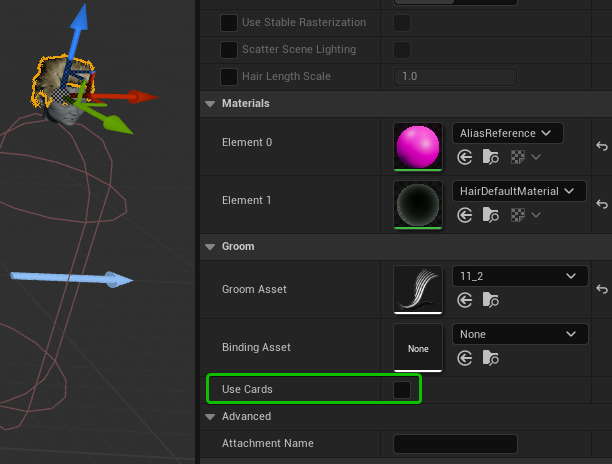 Use Stable Rasterization
Scatter Scene Lighting
Hair Length Scale 1.0
Materials
Element 0 AliasReference
Element 1 HairDefaultMaterial
Groom
Groom Asset 11_2
Binding Asset None None
Use Cards
Advanced
Attachment Name